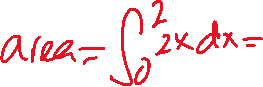 area = ∫₀² 2x dx =